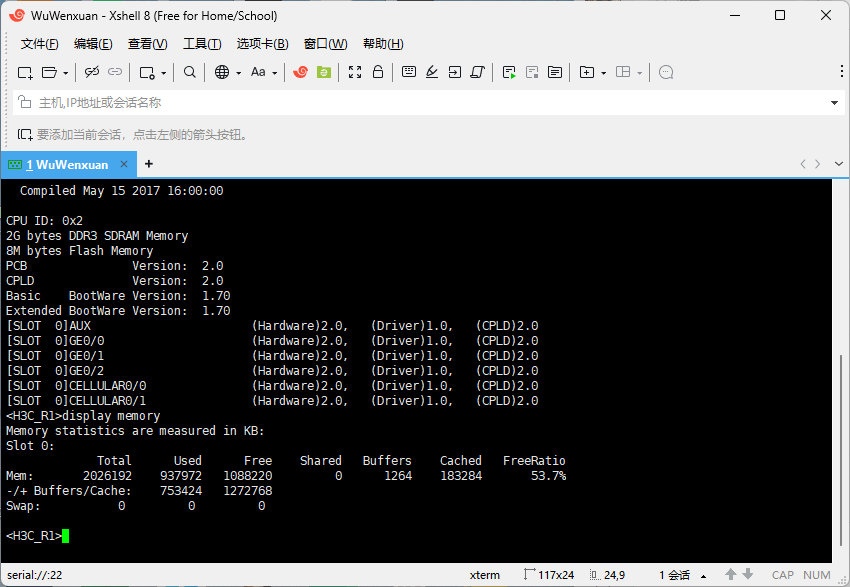 WuWenxuan - Xshell 8 (Free for Home/School)
文件(F) 编辑(E) 查看(V) 工具(T) 选项卡(B) 窗口(W) 帮助(H)
Aa
主机,IP地址或会话名称
要添加当前会话，点击左侧的箭头按钮。
1 WuWenxuan × +
Compiled May 15 2017 16:00:00
CPU ID: 0x2
2G bytes DDR3 SDRAM Memory
8M bytes Flash Memory
PCB Version: 2.0
CPLD Version: 2.0
Basic BootWare Version: 1.70
Extended BootWare Version: 1.70
[SLOT 0]AUX (Hardware)2.0, (Driver)1.0, (CPLD)2.0
[SLOT 0]GE0/0 (Hardware)2.0, (Driver)1.0, (CPLD)2.0
[SLOT 0]GE0/1 (Hardware)2.0, (Driver)1.0, (CPLD)2.0
[SLOT 0]GE0/2 (Hardware)2.0, (Driver)1.0, (CPLD)2.0
[SLOT 0]CELLULAR0/0 (Hardware)2.0, (Driver)1.0, (CPLD)2.0
[SLOT 0]CELLULAR0/1 (Hardware)2.0, (Driver)1.0, (CPLD)2.0
<H3C_R1>display memory
Memory statistics are measured in KB:
Slot 0:
Total Used Free Shared Buffers Cached FreeRatio
Mem: 2026192 937972 1088220 0 1264 183284 53.7%
-/+ Buffers/Cache: 753424 1272768
Swap: 0 0 0
<H3C_R1>
serial://:22 xterm 117x24 24,9 1 会话 CAP NUM